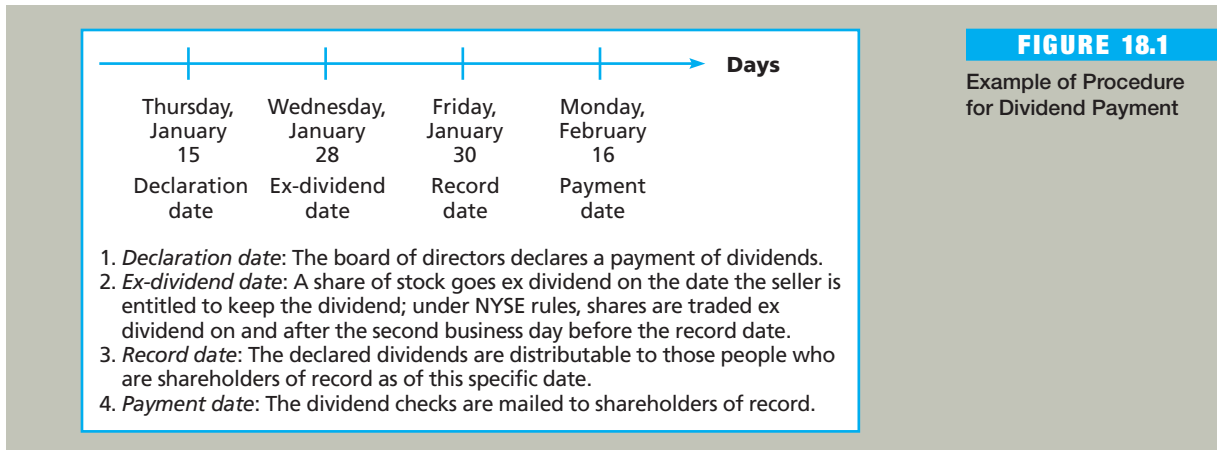 FIGURE 18.1
Example of Procedure
for Dividend Payment
Days
Thursday, January 15
Wednesday, January 28
Friday, January 30
Monday, February 16
Declaration date
Ex-dividend date
Record date
Payment date
1. Declaration date: The board of directors declares a payment of dividends.
2. Ex-dividend date: A share of stock goes ex dividend on the date the seller is
entitled to keep the dividend; under NYSE rules, shares are traded ex
dividend on and after the second business day before the record date.
3. Record date: The declared dividends are distributable to those people who
are shareholders of record as of this specific date.
4. Payment date: The dividend checks are mailed to shareholders of record.